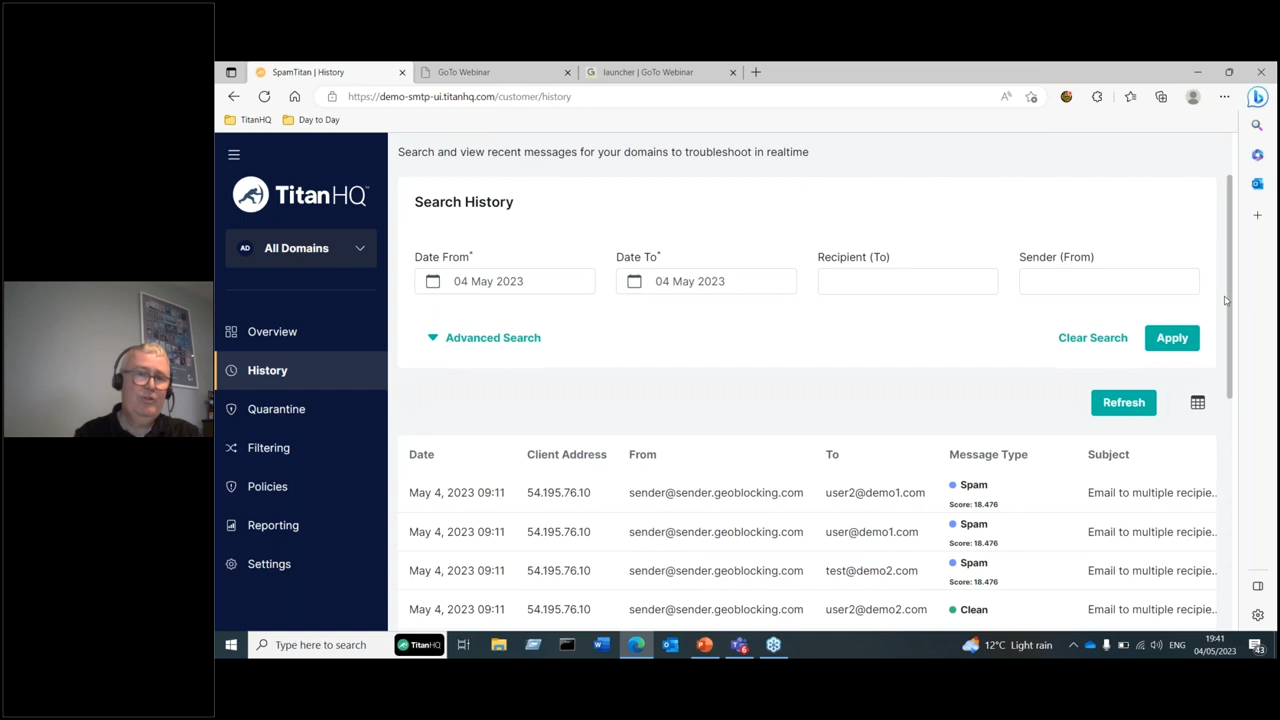 SpamTitan | History
GoTo Webinar
launcher | GoTo Webinar
https://demo-smtp-ui.titanhq.com/customer/history
TitanHQ
Day to Day
TitanHQ™
AD
All Domains
Overview
History
Quarantine
Filtering
Policies
Reporting
Settings
Search and view recent messages for your domains to troubleshoot in realtime
Search History
Date From*
Date To*
Recipient (To)
Sender (From)
04 May 2023
04 May 2023
Advanced Search
Clear Search
Apply
Refresh
Date
Client Address
From
To
Message Type
Subject
May 4, 2023 09:11
54.195.76.10
sender@sender.geoblocking.com
user2@demo1.com
Spam
Score: 18.476
Email to multiple recipie..
May 4, 2023 09:11
54.195.76.10
sender@sender.geoblocking.com
user@demo1.com
Spam
Score: 18.476
Email to multiple recipie..
May 4, 2023 09:11
54.195.76.10
sender@sender.geoblocking.com
test@demo2.com
Spam
Score: 18.476
Email to multiple recipie..
May 4, 2023 09:11
54.195.76.10
sender@sender.geoblocking.com
user2@demo2.com
Clean
Email to multiple recipie..
Type here to search
TitanHQ
12°C Light rain
ENG
19:41
04/05/2023
43